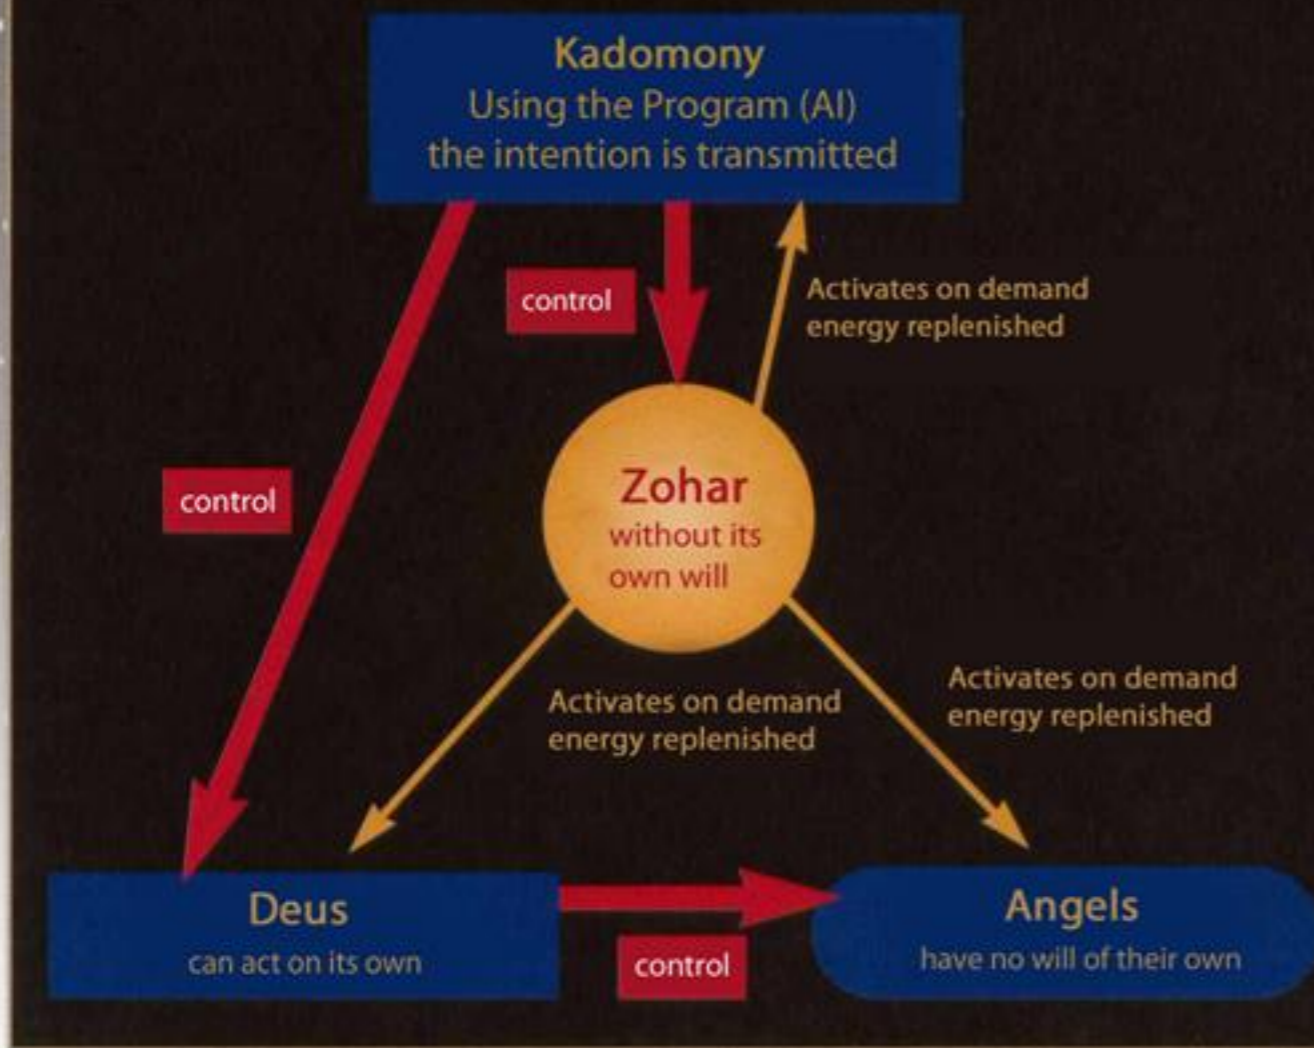 Kadomony
Using the Program (AI)
the intention is transmitted
control
Activates on demand
energy replenished
control
Zohar
without its
own will
Activates on demand
energy replenished
Activates on demand
energy replenished
Deus
can act on its own
control
Angels
have no will of their own